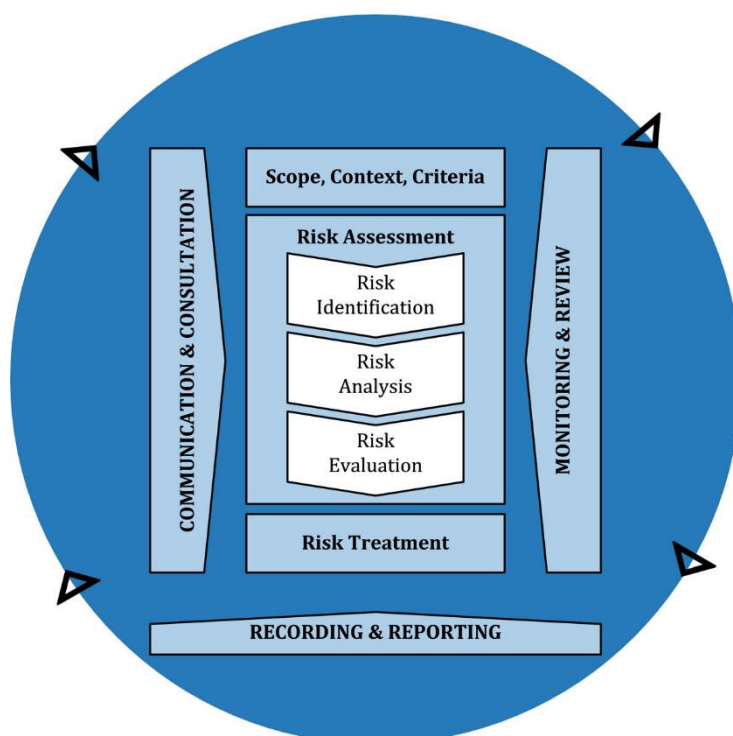 Scope, Context, Criteria
Risk Assessment
Risk
Identification
Risk
Analysis
Risk
Evaluation
Risk Treatment
COMMUNICATION & CONSULTATION
MONITORING & REVIEW
RECORDING & REPORTING